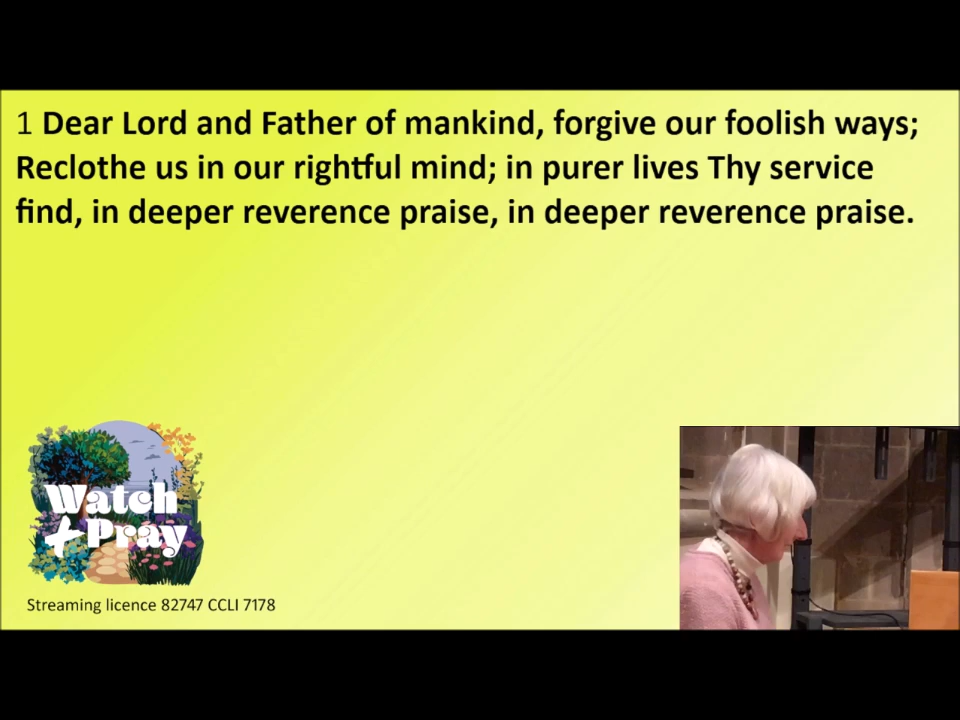 1 Dear Lord and Father of mankind, forgive our foolish ways;
Reclothe us in our rightful mind; in purer lives Thy service
find, in deeper reverence praise, in deeper reverence praise.
Watch
+Pray
Streaming licence 82747 CCLI 7178